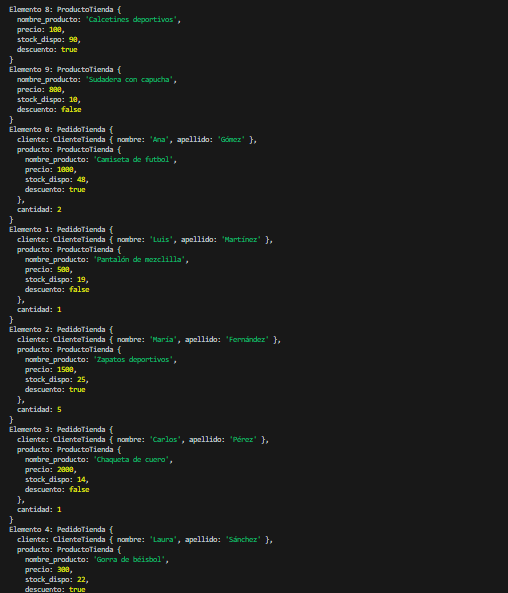 Elemento 8: ProductoTienda {
  nombre_producto: 'Calcetines deportivos',
  precio: 100,
  stock_dispo: 90,
  descuento: true
}
Elemento 9: ProductoTienda {
  nombre_producto: 'Sudadera con capucha',
  precio: 800,
  stock_dispo: 10,
  descuento: false
}
Elemento 0: PedidoTienda {
  cliente: ClienteTienda { nombre: 'Ana', apellido: 'Gómez' },
  producto: ProductoTienda {
    nombre_producto: 'Camiseta de futbol',
    precio: 1000,
    stock_dispo: 48,
    descuento: true
  },
  cantidad: 2
}
Elemento 1: PedidoTienda {
  cliente: ClienteTienda { nombre: 'Luis', apellido: 'Martínez' },
  producto: ProductoTienda {
    nombre_producto: 'Pantalón de mezclilla',
    precio: 500,
    stock_dispo: 19,
    descuento: false
  },
  cantidad: 1
}
Elemento 2: PedidoTienda {
  cliente: ClienteTienda { nombre: 'María', apellido: 'Fernández' },
  producto: ProductoTienda {
    nombre_producto: 'Zapatos deportivos',
    precio: 1500,
    stock_dispo: 25,
    descuento: true
  },
  cantidad: 5
}
Elemento 3: PedidoTienda {
  cliente: ClienteTienda { nombre: 'Carlos', apellido: 'Pérez' },
  producto: ProductoTienda {
    nombre_producto: 'Chaqueta de cuero',
    precio: 2000,
    stock_dispo: 14,
    descuento: false
  },
  cantidad: 1
}
Elemento 4: PedidoTienda {
  cliente: ClienteTienda { nombre: 'Laura', apellido: 'Sánchez' },
  producto: ProductoTienda {
    nombre_producto: 'Gorra de béisbol',
    precio: 300,
    stock_dispo: 22,
    descuento: true